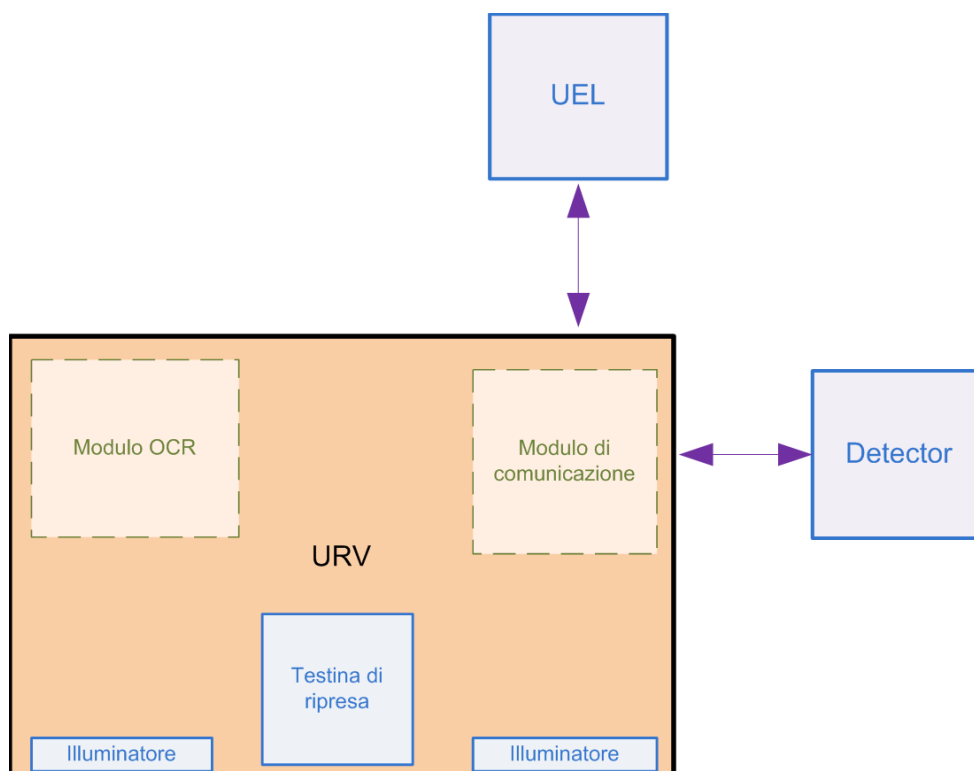 UEL
Modulo OCR
Modulo di
comunicazione
Detector
URV
Testina di
ripresa
Illuminatore
Illuminatore